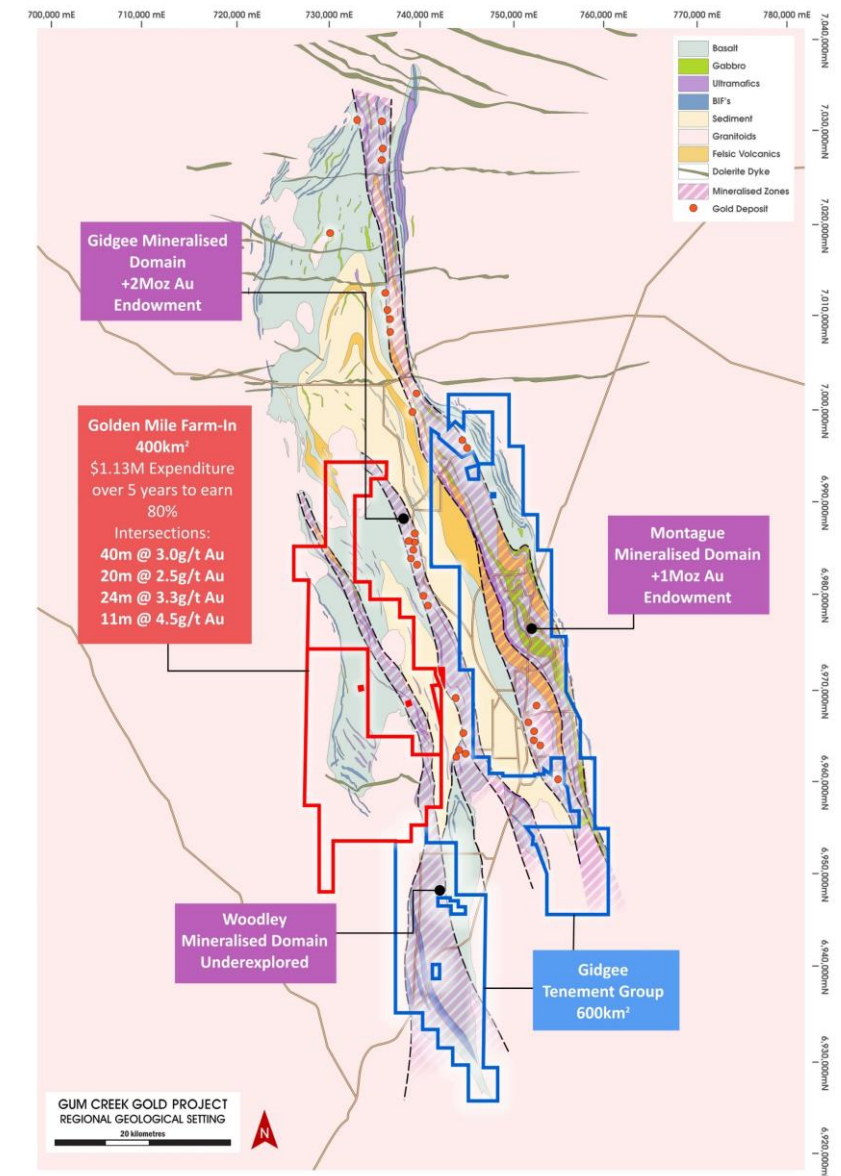 700,000 mE
710,000 mE
720,000 mE
730,000 mE
740,000 mE
750,000 mE
760,000 mE
770,000 mE
780,000 mE
7,040,000mN
7,030,000mN
7,020,000mN
7,010,000mN
7,000,000mN
6,990,000mN
6,980,000mN
6,970,000mN
6,960,000mN
6,950,000mN
6,940,000mN
6,930,000mN
6,920,000mN
Basalt
Gabbro
Ultramafics
BIF's
Sediment
Granitoids
Felsic Volcanics
Dolerite Dyke
Mineralised Zones
Gold Deposit
Gidgee Mineralised
Domain
+2Moz Au
Endowment
Golden Mile Farm-In
400km²
$1.13M Expenditure
over 5 years to earn
80%
Intersections:
40m @ 3.0g/t Au
20m @ 2.5g/t Au
24m @ 3.3g/t Au
11m @ 4.5g/t Au
Montague
Mineralised Domain
+1Moz Au
Endowment
Woodley
Mineralised Domain
Underexplored
Gidgee
Tenement Group
600km²
GUM CREEK GOLD PROJECT
REGIONAL GEOLOGICAL SETTING
20 kilometres
N